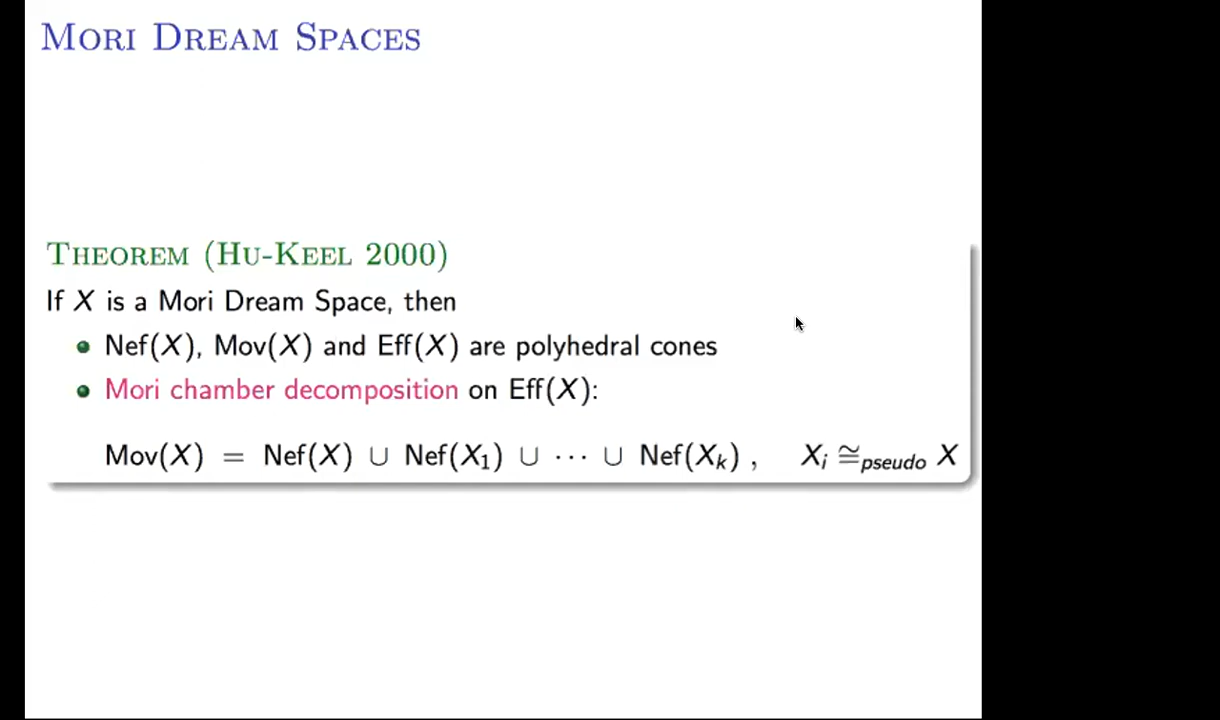 Mori Dream Spaces
Theorem (Hu-Keel 2000)
If X is a Mori Dream Space, then
• Nef(X), Mov(X) and Eff(X) are polyhedral cones
• Mori chamber decomposition on Eff(X):
Mov(X) = Nef(X) ∪ Nef(X₁) ∪ ⋯ ∪ Nef(Xₖ) , Xᵢ ≅_pseudo X